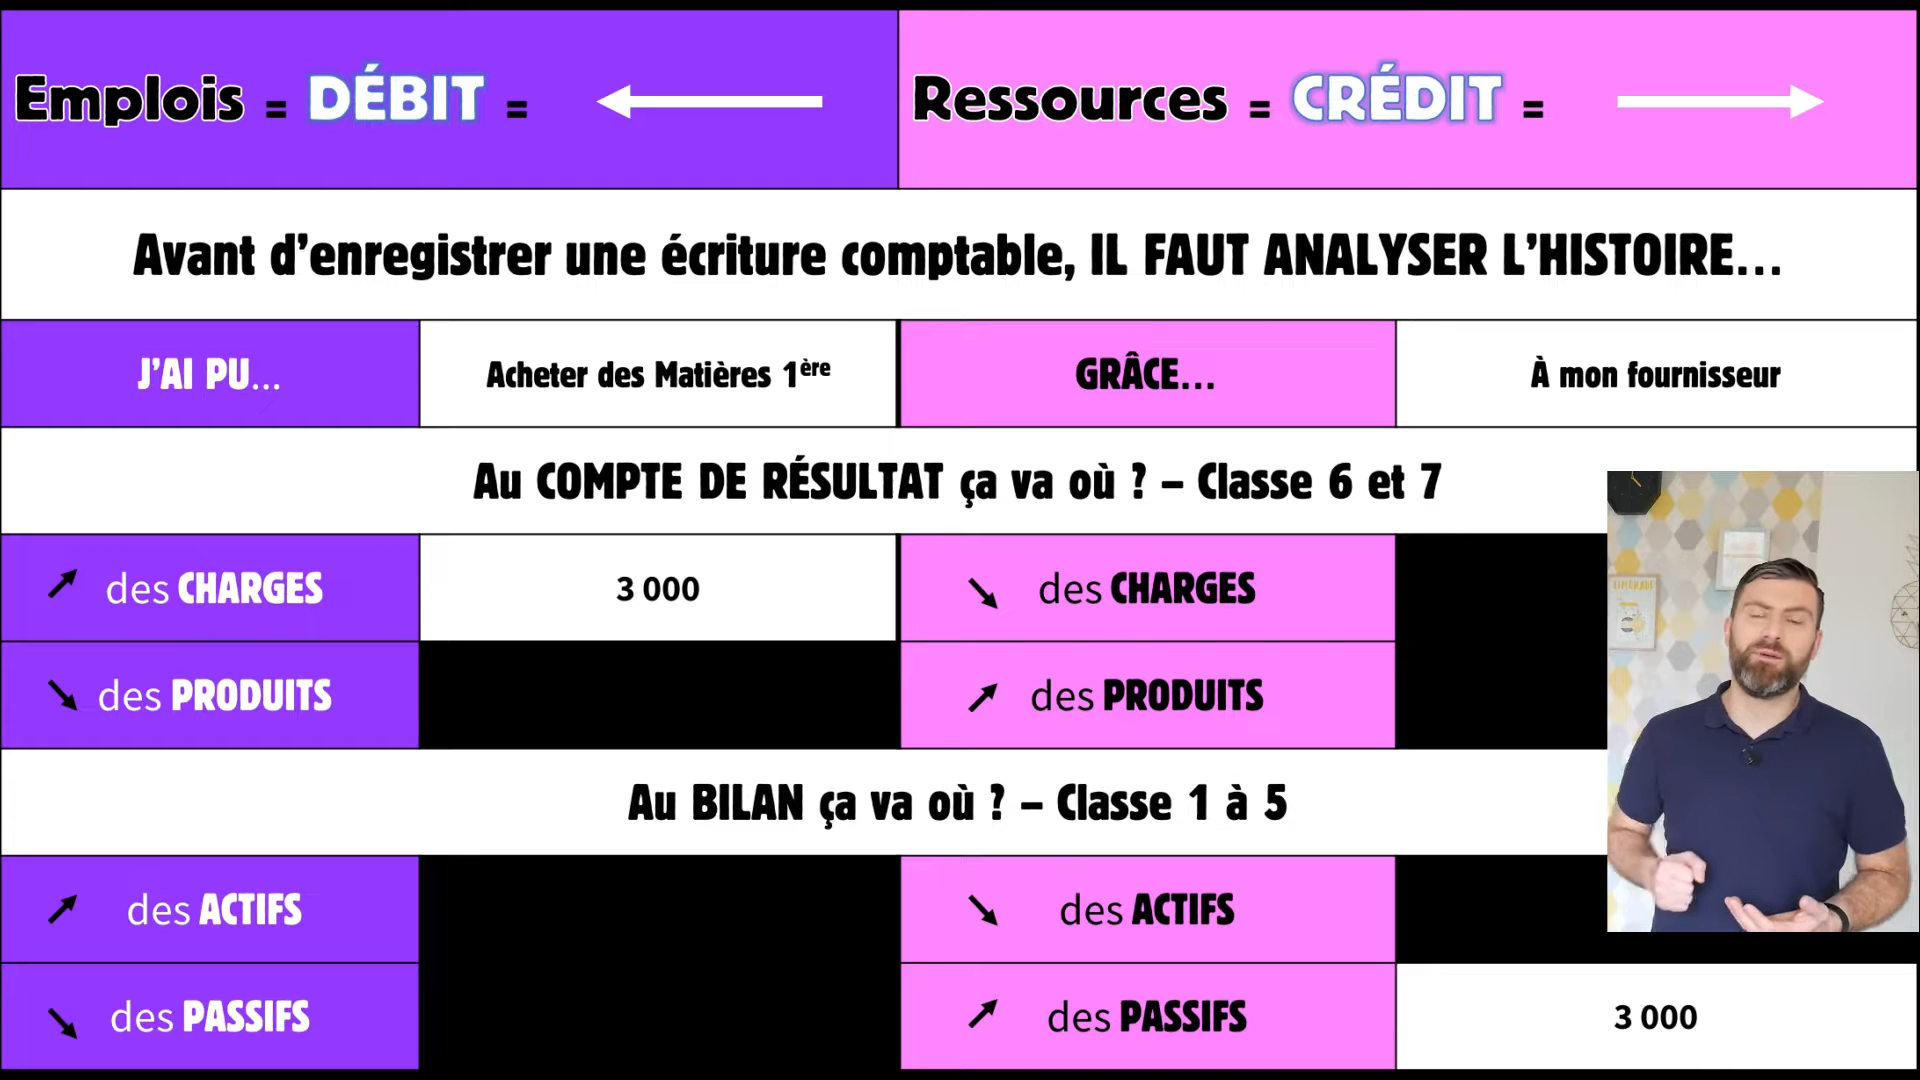 Emplois = DÉBIT =
Ressources = CRÉDIT =
Avant d'enregistrer une écriture comptable, IL FAUT ANALYSER L'HISTOIRE...
J'AI PU...
Acheter des Matières 1ère
GRÂCE...
À mon fournisseur
Au COMPTE DE RÉSULTAT ça va où ? – Classe 6 et 7
des CHARGES
3 000
des CHARGES
des PRODUITS
des PRODUITS
Au BILAN ça va où ? – Classe 1 à 5
des ACTIFS
des ACTIFS
des PASSIFS
des PASSIFS
3 000